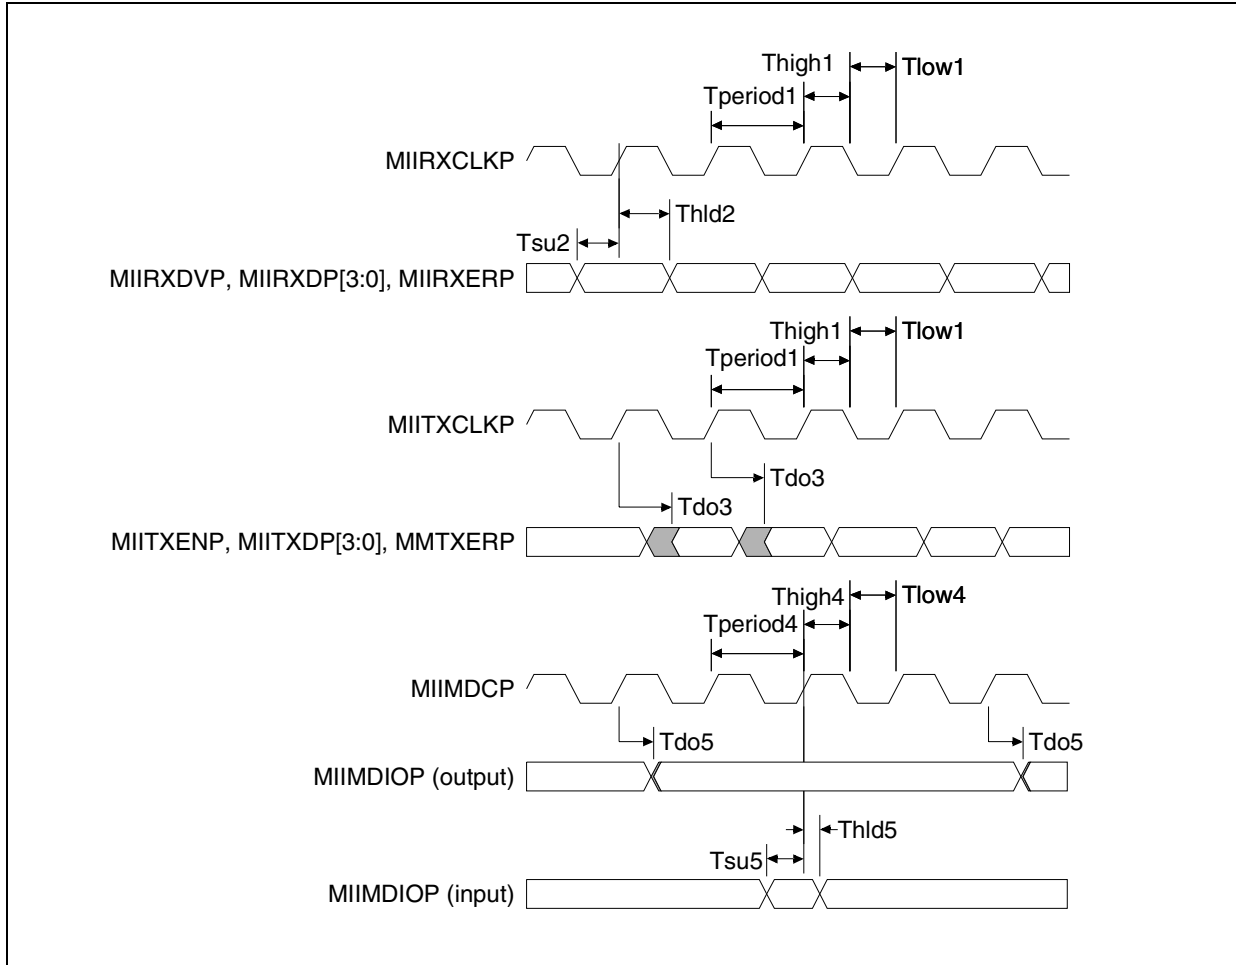 Thigh1
Tlow1
Tperiod1
MIIRXCLKP
Thld2
Tsu2
MIIRXDVP, MIIRXDP[3:0], MIIRXERP
Thigh1
Tlow1
Tperiod1
MIITXCLKP
Tdo3
Tdo3
MIITXENP, MIITXDP[3:0], MMTXERP
Thigh4
Tlow4
Tperiod4
MIIMDCP
Tdo5
Tdo5
MIIMDIOP (output)
Thld5
Tsu5
MIIMDIOP (input)